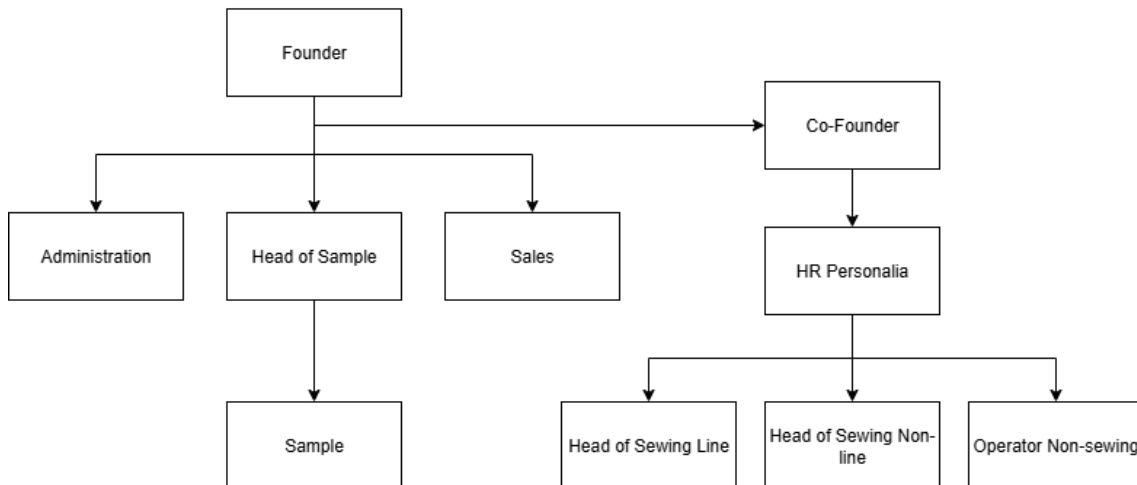 Founder
Co-Founder
Administration
Head of Sample
Sales
HR Personalia
Sample
Head of Sewing Line
Head of Sewing Non-
line
Operator Non-sewing